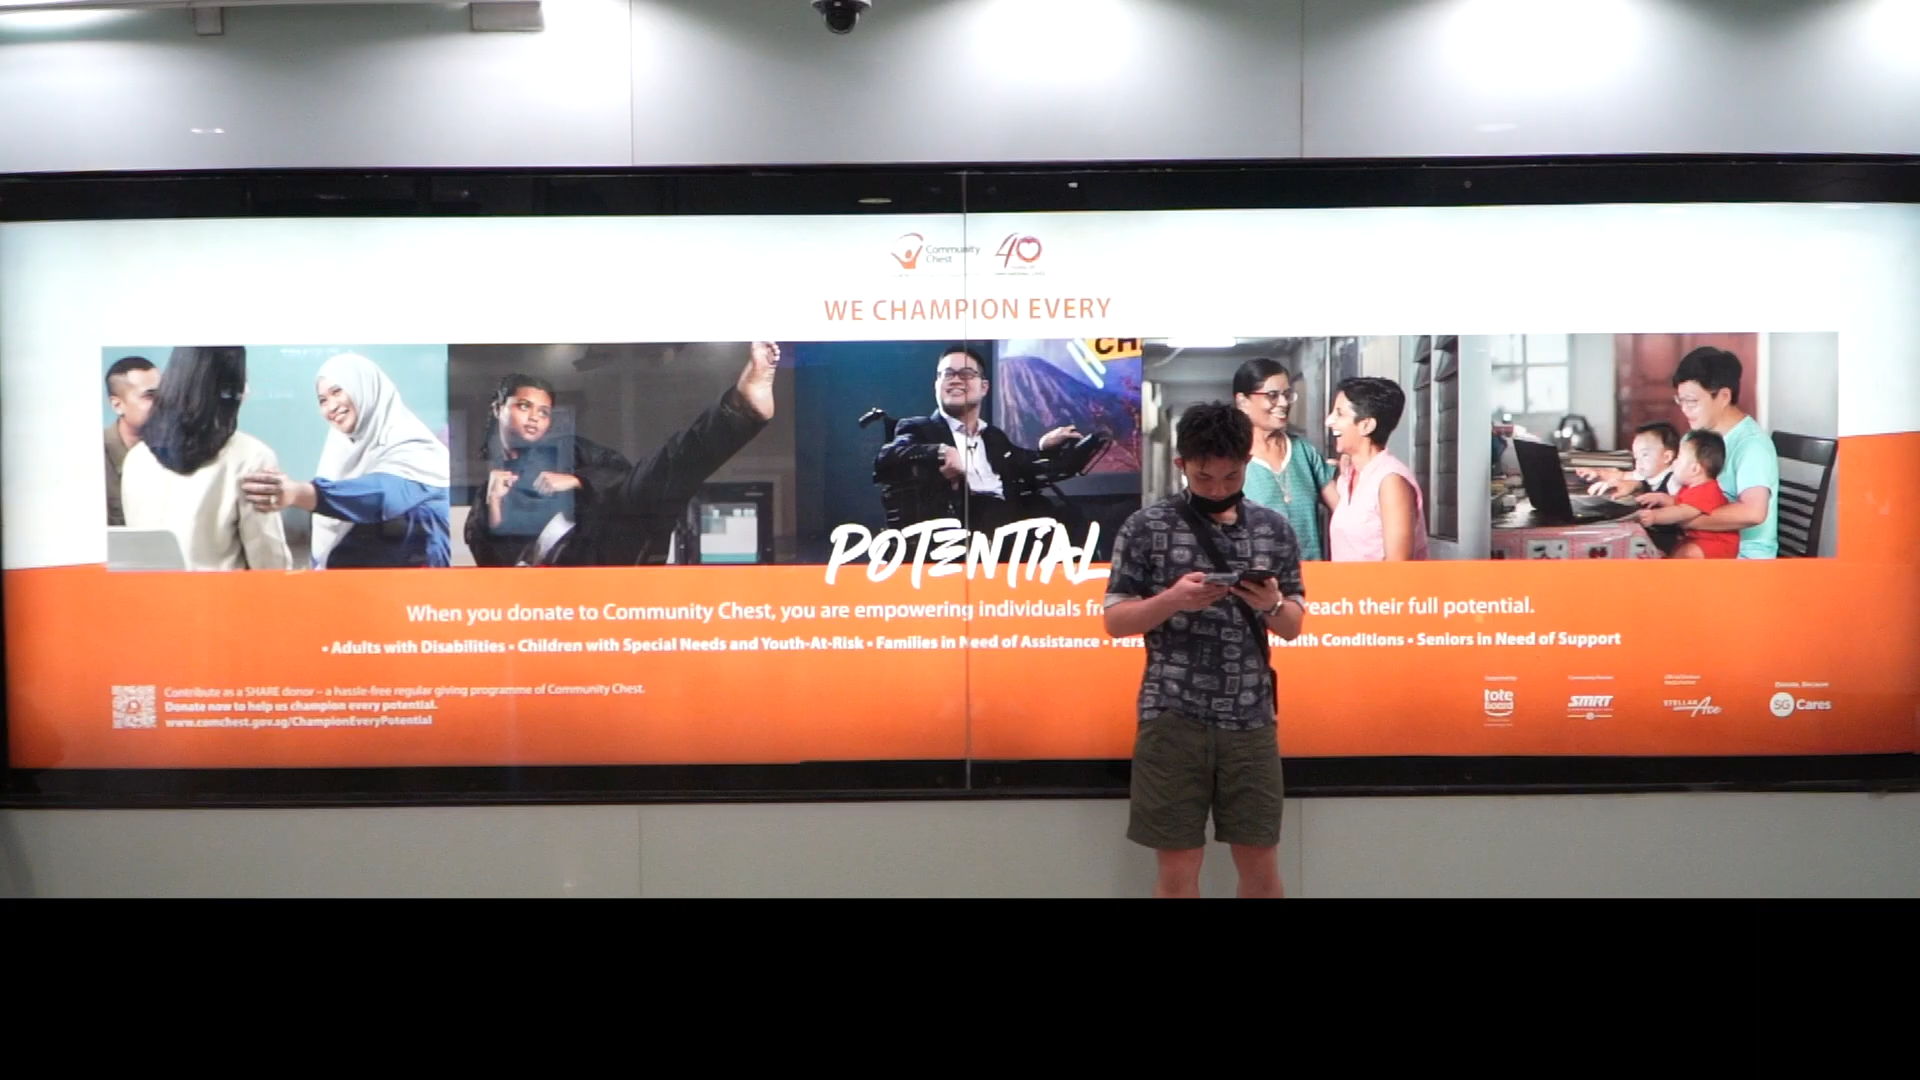 Community
Chest
40
WE CHAMPION EVERY
CH
POTENTIAL
When you donate to Community Chest, you are empowering individuals reach their full potential.
• Adults with Disabilities • Children with Special Needs and Youth-At-Risk • Families in Need of Assistance • Health Conditions • Seniors in Need of Support
Contribute as a SHARE donor – a hassle-free regular giving programme of Community Chest.
Donate now to help us champion every potential.
www.comchest.gov.sg/ChampionEveryPotential
tote
board
SMRT
STELLAR Ace
SG Cares